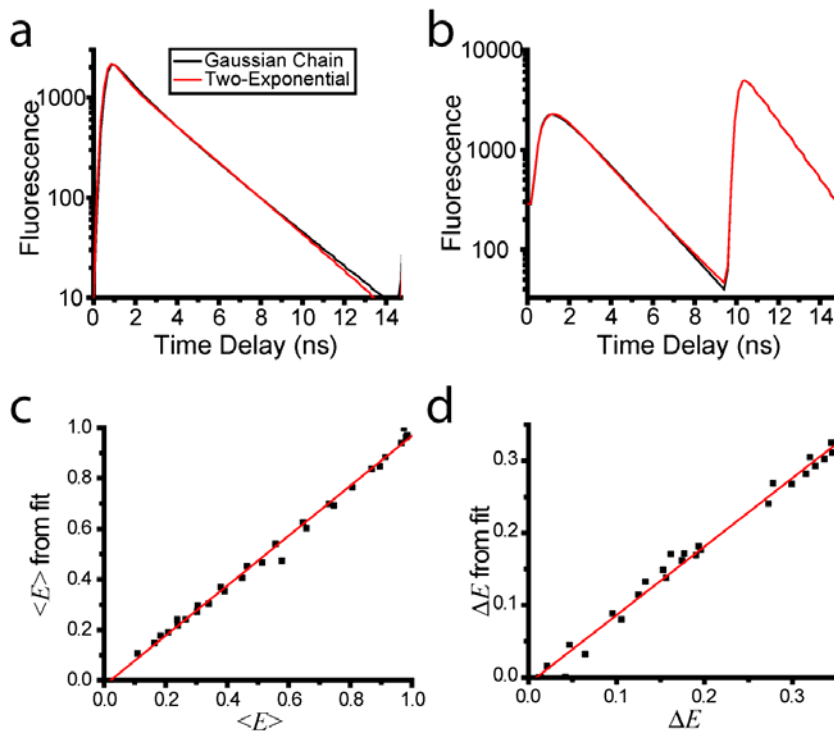 a
Gaussian Chain
Two-Exponential
1000
100
10
Fluorescence
0 2 4 6 8 10 12 14
Time Delay (ns)
b
10000
1000
100
Fluorescence
0 2 4 6 8 10 12 14
Time Delay (ns)
c
1.0
0.8
0.6
0.4
0.2
0.0
<E> from fit
0.0 0.2 0.4 0.6 0.8 1.0
<E>
d
0.3
0.2
0.1
0.0
ΔE from fit
0.1 0.2 0.3
ΔE